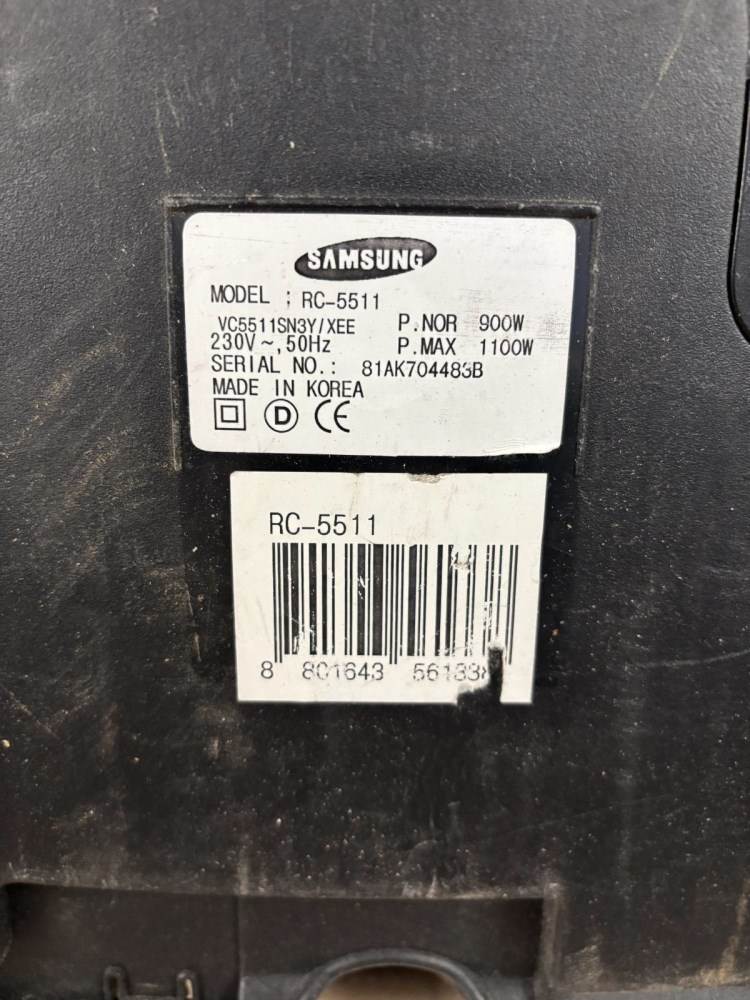 SAMSUNG
MODEL : RC-5511
VC5511SN3Y/XEE P.NOR 900W
230V~,50Hz P.MAX 1100W
SERIAL NO.: 81AK704483B
MADE IN KOREA
D CE
RC-5511
8 801643